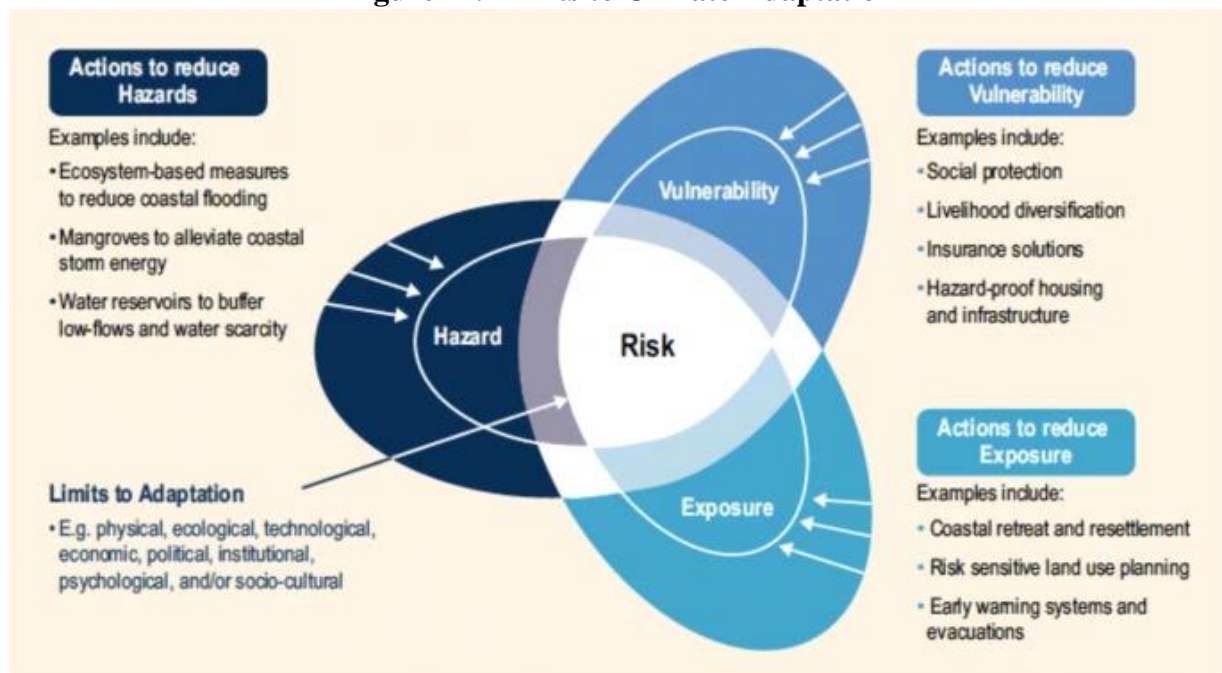 Actions to reduce
Hazards
Examples include:
•Ecosystem-based measures
to reduce coastal flooding
•Mangroves to alleviate coastal
storm energy
•Water reservoirs to buffer
low-flows and water scarcity
Limits to Adaptation
•E.g. physical, ecological, technological,
economic, political, institutional,
psychological, and/or socio-cultural
Hazard
Vulnerability
Risk
Exposure
Actions to reduce
Vulnerability
Examples include:
•Social protection
•Livelihood diversification
•Insurance solutions
•Hazard-proof housing
and infrastructure
Actions to reduce
Exposure
Examples include:
• Coastal retreat and resettlement
• Risk sensitive land use planning
• Early warning systems and
evacuations